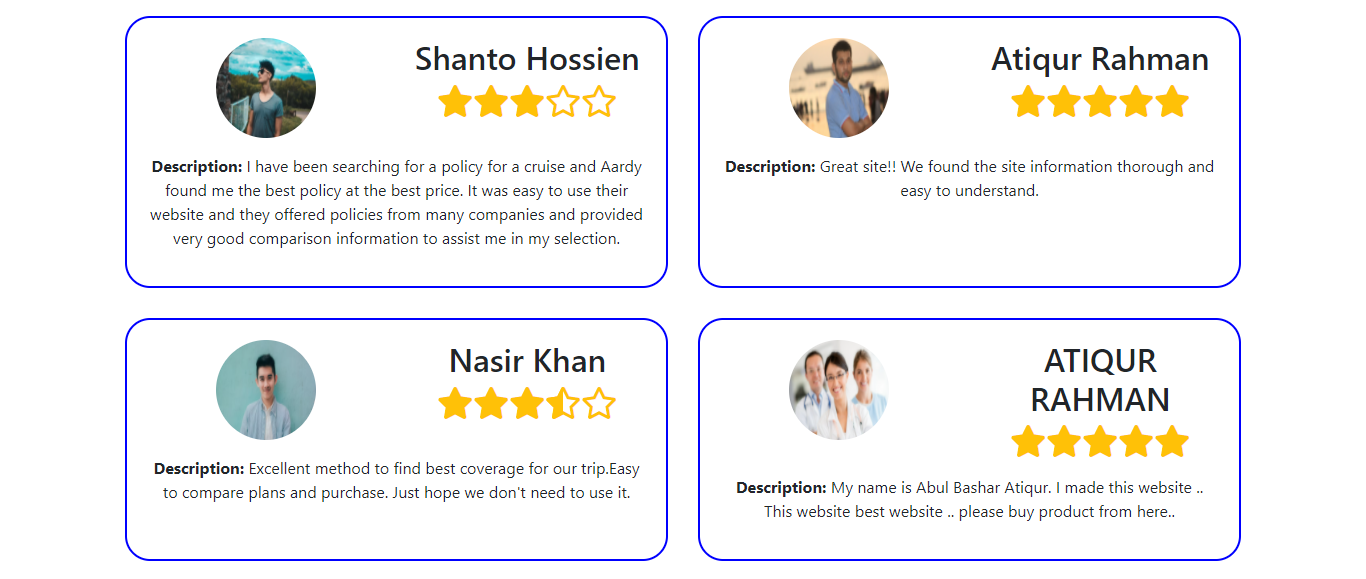 Shanto Hossien
Description: I have been searching for a policy for a cruise and Aardy
found me the best policy at the best price. It was easy to use their
website and they offered policies from many companies and provided
very good comparison information to assist me in my selection.
Atiqur Rahman
Description: Great site!! We found the site information thorough and
easy to understand.
Nasir Khan
Description: Excellent method to find best coverage for our trip.Easy
to compare plans and purchase. Just hope we don't need to use it.
ATIQUR
RAHMAN
Description: My name is Abul Bashar Atiqur. I made this website ..
This website best website .. please buy product from here..